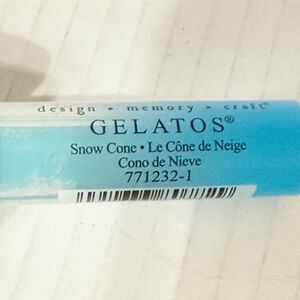 design • memory • craft®
GELATOS®
Snow Cone • Le Cône de Neige
Cono de Nieve
771232-1